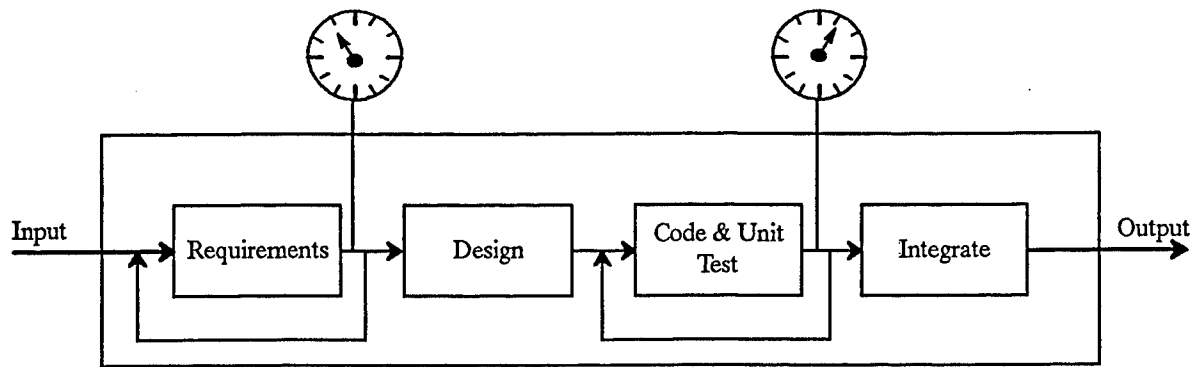 Input
Requirements
Design
Code & Unit
Test
Integrate
Output